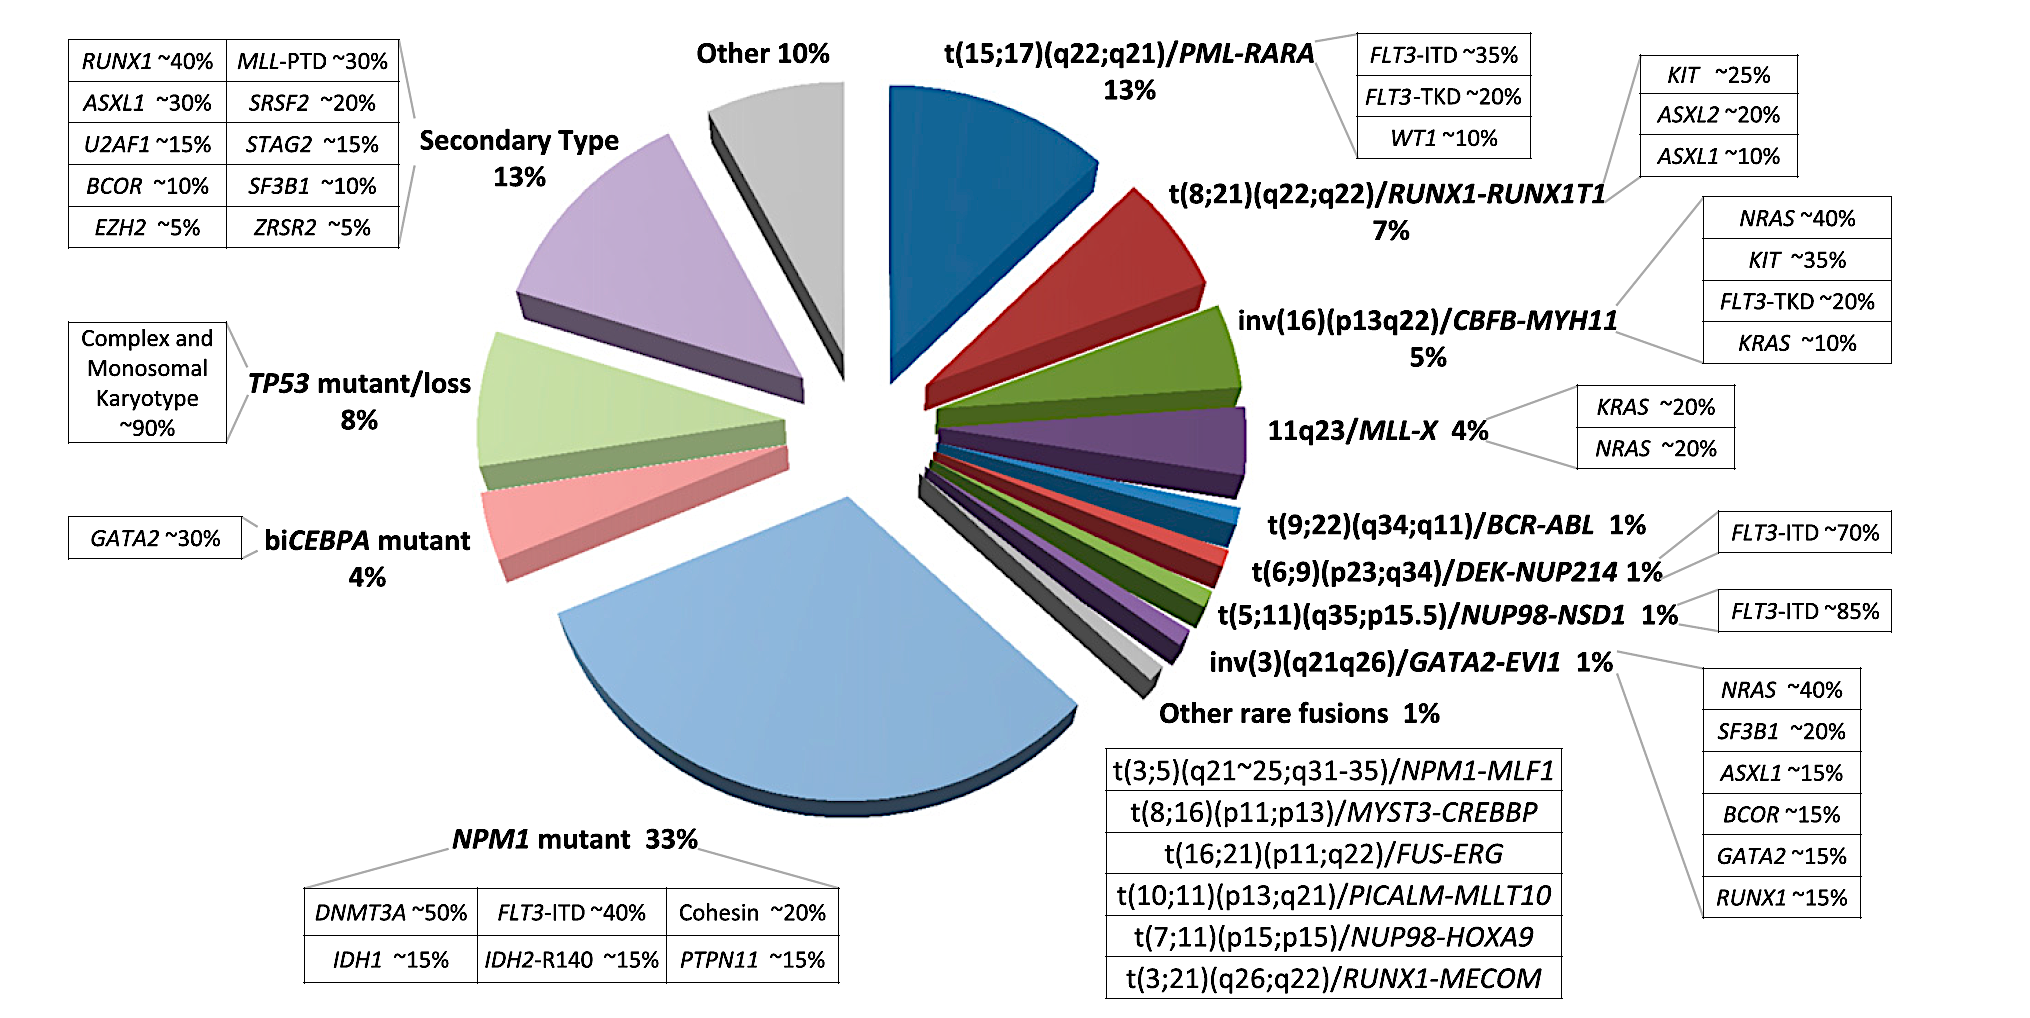 Other 10%
t(15;17)(q22;q21)/PML-RARA
13%
FLT3-ITD ~35%
FLT3-TKD ~20%
WT1 ~10%
t(8;21)(q22;q22)/RUNX1-RUNX1T1
7%
KIT ~25%
ASXL2 ~20%
ASXL1 ~10%
inv(16)(p13q22)/CBFB-MYH11
5%
NRAS ~40%
KIT ~35%
FLT3-TKD ~20%
KRAS ~10%
11q23/MLL-X 4%
KRAS ~20%
NRAS ~20%
t(9;22)(q34;q11)/BCR-ABL 1%
t(6;9)(p23;q34)/DEK-NUP214 1%
FLT3-ITD ~70%
t(5;11)(q35;p15.5)/NUP98-NSD1 1%
FLT3-ITD ~85%
inv(3)(q21q26)/GATA2-EVI1 1%
NRAS ~40%
SF3B1 ~20%
ASXL1 ~15%
BCOR ~15%
GATA2 ~15%
RUNX1 ~15%
Other rare fusions 1%
t(3;5)(q21~25;q31-35)/NPM1-MLF1
t(8;16)(p11;p13)/MYST3-CREBBP
t(16;21)(p11;q22)/FUS-ERG
t(10;11)(p13;q21)/PICALM-MLLT10
t(7;11)(p15;p15)/NUP98-HOXA9
t(3;21)(q26;q22)/RUNX1-MECOM
NPM1 mutant 33%
DNMT3A ~50% FLT3-ITD ~40% Cohesin ~20%
IDH1 ~15% IDH2-R140 ~15% PTPN11 ~15%
biCEBPA mutant
4%
GATA2 ~30%
TP53 mutant/loss
8%
Complex and
Monosomal
Karyotype
~90%
Secondary Type
13%
RUNX1 ~40% MLL-PTD ~30%
ASXL1 ~30% SRSF2 ~20%
U2AF1 ~15% STAG2 ~15%
BCOR ~10% SF3B1 ~10%
EZH2 ~5% ZRSR2 ~5%